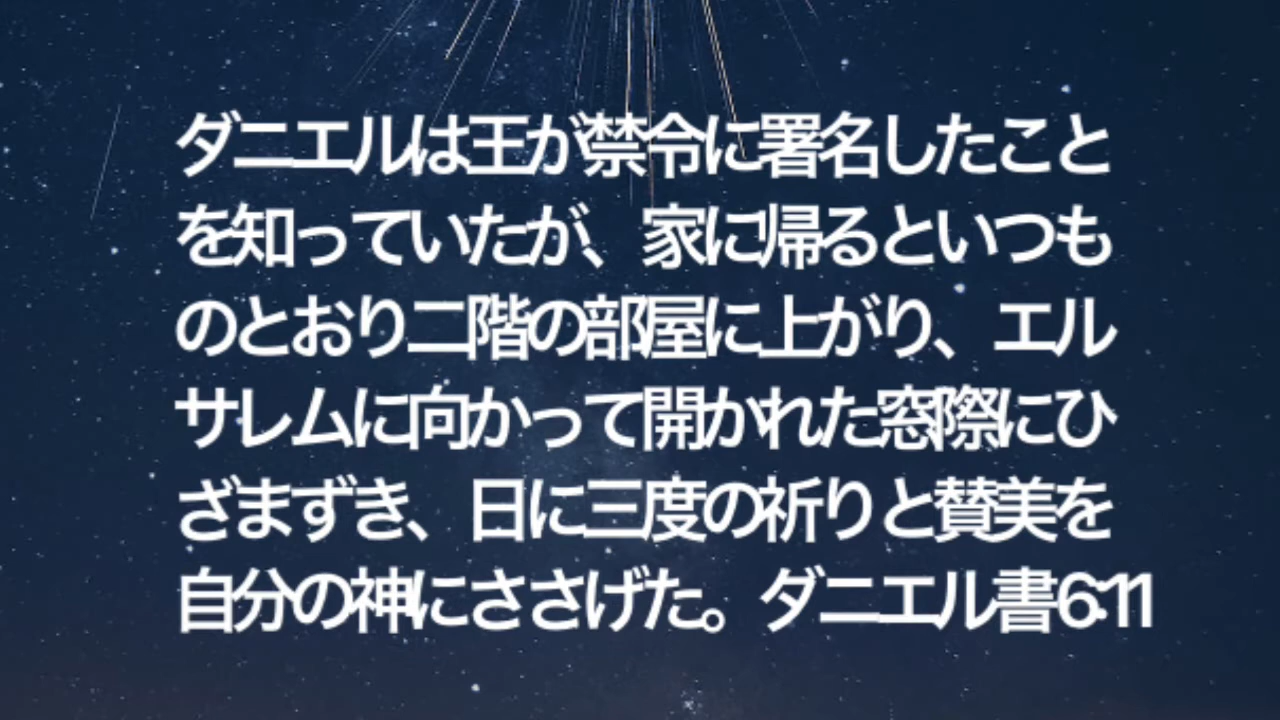 ダニエルは王が禁令に署名したこと
を知っていたが、家に帰るといつも
のとおり二階の部屋に上がり、エル
サレムに向かって開かれた窓際にひ
ざまずき、日に三度の祈りと賛美を
自分の神にささげた。ダニエル書6:11